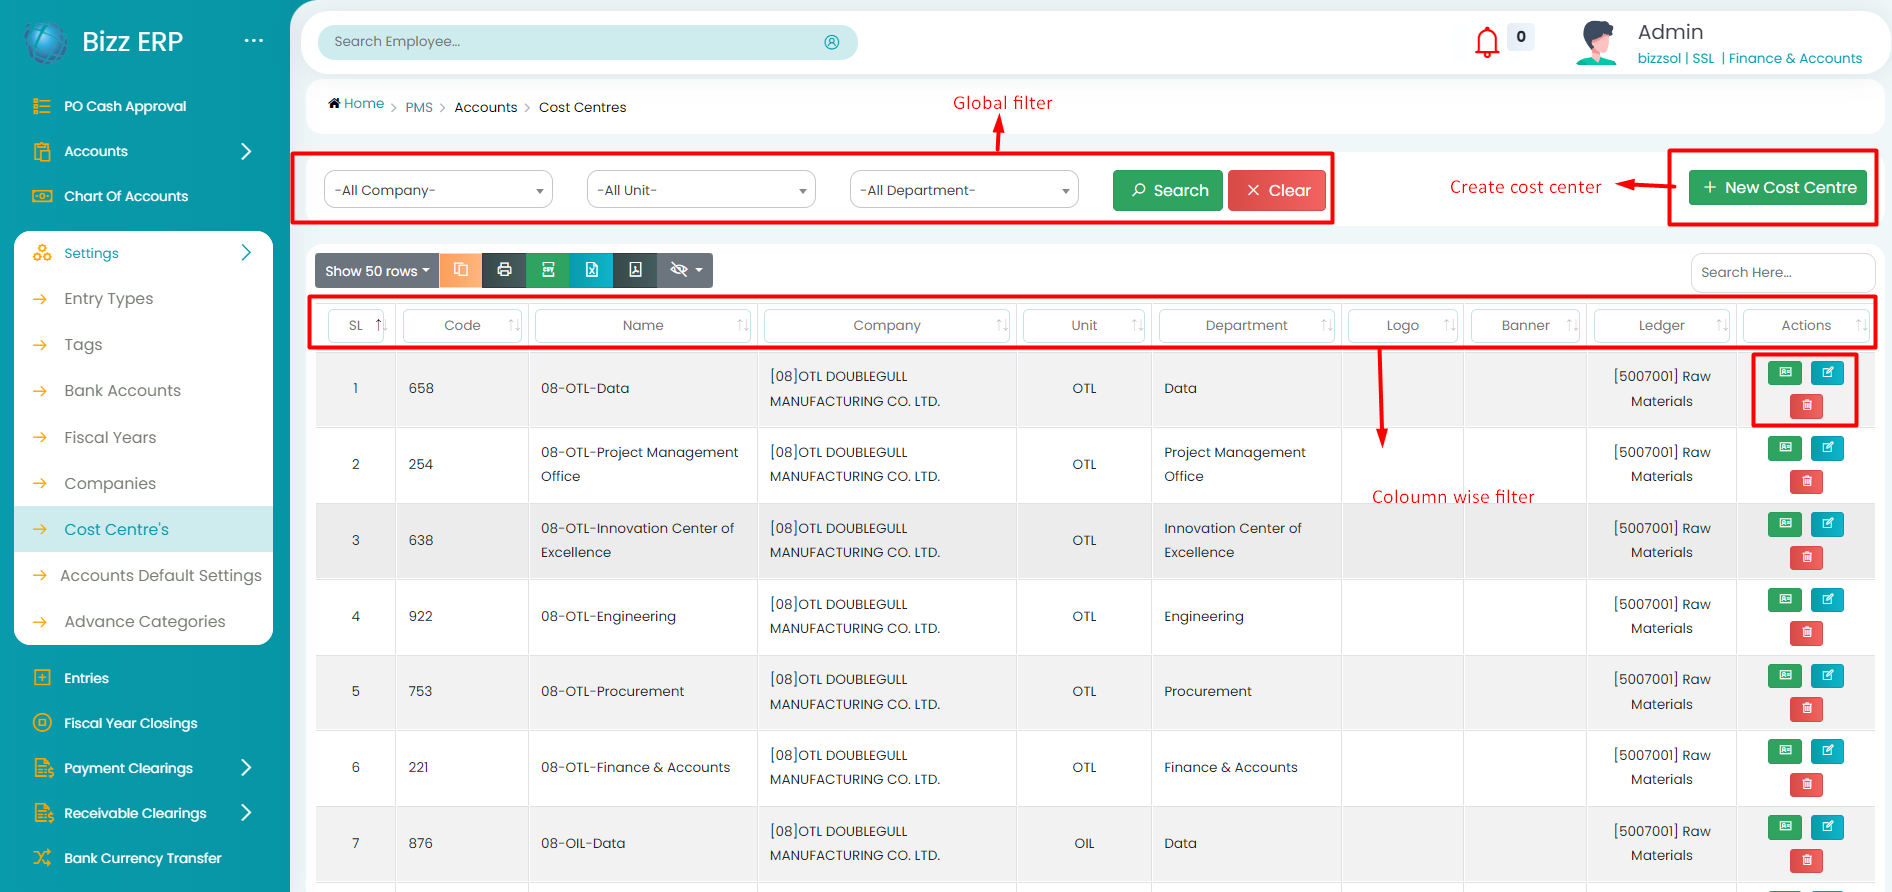 Bizz ERP
Search Employee...
0
Admin
bizzsol | SSL | Finance & Accounts
PO Cash Approval
Accounts
Chart Of Accounts
Settings
Entry Types
Tags
Bank Accounts
Fiscal Years
Companies
Cost Centre's
Accounts Default Settings
Advance Categories
Entries
Fiscal Year Closings
Payment Clearings
Receivable Clearings
Bank Currency Transfer
Home > PMS > Accounts > Cost Centres
Global filter
-All Company- -All Unit- -All Department- Search × Clear
Create cost center
+ New Cost Centre
Show 50 rows
CSV
Search Here...
SL Code Name Company Unit Department Logo Banner Ledger Actions
1 658 08-OTL-Data [08]OTL DOUBLEGULL MANUFACTURING CO. LTD. OTL Data [5007001] Raw Materials
2 254 08-OTL-Project Management Office [08]OTL DOUBLEGULL MANUFACTURING CO. LTD. OTL Project Management Office [5007001] Raw Materials
Coloumn wise filter
3 638 08-OTL-Innovation Center of Excellence [08]OTL DOUBLEGULL MANUFACTURING CO. LTD. OTL Innovation Center of Excellence [5007001] Raw Materials
4 922 08-OTL-Engineering [08]OTL DOUBLEGULL MANUFACTURING CO. LTD. OTL Engineering [5007001] Raw Materials
5 753 08-OTL-Procurement [08]OTL DOUBLEGULL MANUFACTURING CO. LTD. OTL Procurement [5007001] Raw Materials
6 221 08-OTL-Finance & Accounts [08]OTL DOUBLEGULL MANUFACTURING CO. LTD. OTL Finance & Accounts [5007001] Raw Materials
7 876 08-OIL-Data [08]OTL DOUBLEGULL MANUFACTURING CO. LTD. OIL Data [5007001] Raw Materials